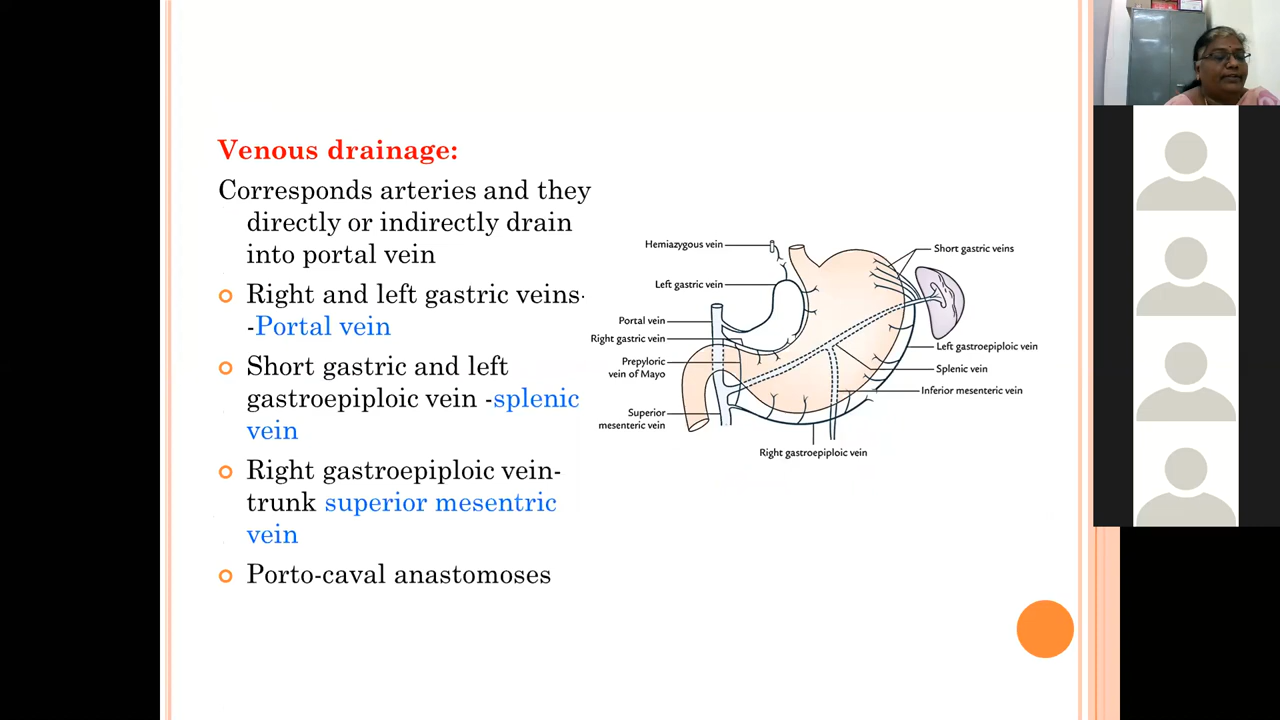 Venous drainage:
Corresponds arteries and they
directly or indirectly drain
into portal vein
Right and left gastric veins-
-Portal vein
Short gastric and left
gastroepiploic vein -splenic
vein
Right gastroepiploic vein-
trunk superior mesentric
vein
Porto-caval anastomoses
Hemiazygous vein
Left gastric vein
Portal vein
Right gastric vein
Prepyloric
vein of Mayo
Superior
mesenteric vein
Short gastric veins
Left gastroepiploic vein
Splenic vein
Inferior mesenteric vein
Right gastroepiploic vein